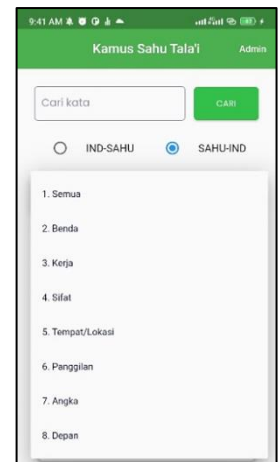 9:41 AM
Kamus Sahu Tala'i Admin
Cari kata CARI
IND-SAHU SAHU-IND
1. Semua
2. Benda
3. Kerja
4. Sifat
5. Tempat/Lokasi
6. Panggilan
7. Angka
8. Depan